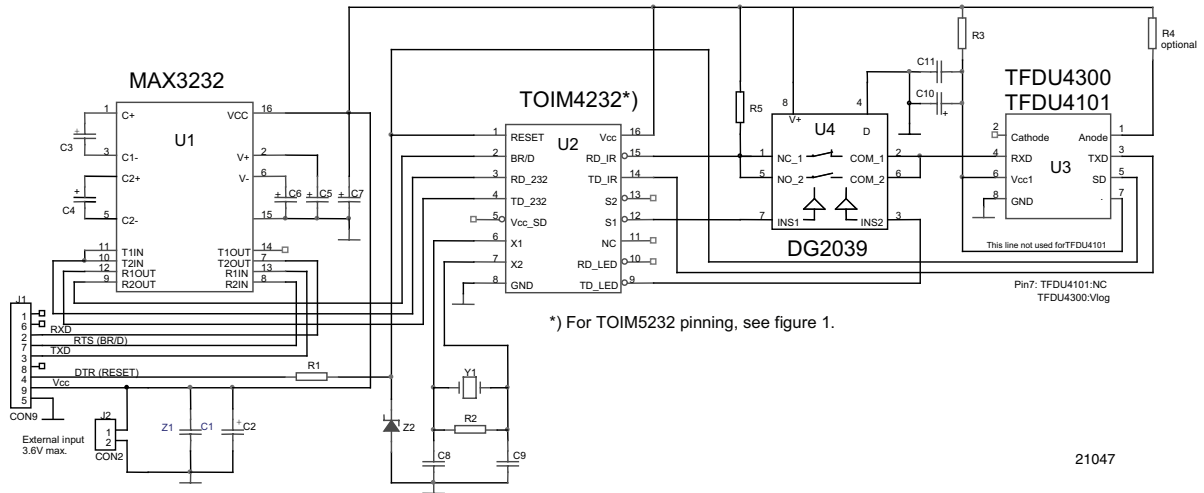 MAX3232
U1
1
C+
3
C1-
C2+
5
C2-
11
T1IN
10
T2IN
12
R1OUT
9
R2OUT
VCC
16
V+
2
V-
6
15
T1OUT
14
T2OUT
7
R1IN
13
R2IN
8
C3
C4
C6
C5
C7
TOIM4232*)
U2
1
RESET
2
BR/D
3
RD_232
4
TD_232
5
Vcc_SD
6
X1
7
X2
8
GND
Vcc
16
RD_IR
15
TD_IR
14
S2
13
S1
12
NC
11
RD_LED
10
TD_LED
9
*) For TOIM5232 pinning, see figure 1.
R5
8
V+
4
D
U4
1
NC_1
COM_1
2
5
NO_2
COM_2
6
7
INS1
INS2
3
DG2039
C11
C10
R3
R4
optional
TFDU4300
TFDU4101
2
Cathode
Anode
1
4
RXD
TXD
3
U3
6
Vcc1
SD
5
8
GND
.
7
This line not used forTFDU4101
Pin7: TFDU4101:NC
TFDU4300:Vlog
J1
1
6
2
RXD
7
RTS (BR/D)
3
TXD
8
4
DTR (RESET)
9
Vcc
5
CON9
External input
3.6V max.
J2
1
2
CON2
Z1
C1
C2
R1
Z2
Y1
R2
C8
C9
21047